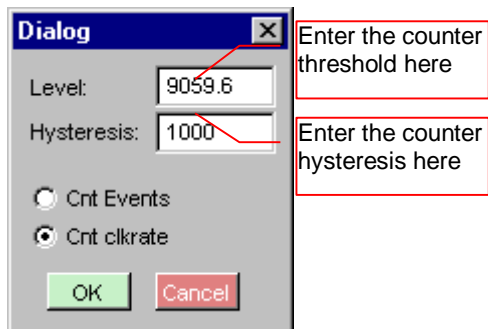 Dialog
Level: 9059.6
Hysteresis: 1000
Cnt Events
Cnt clkrate
OK Cancel
Enter the counter
threshold here
Enter the counter
hysteresis here